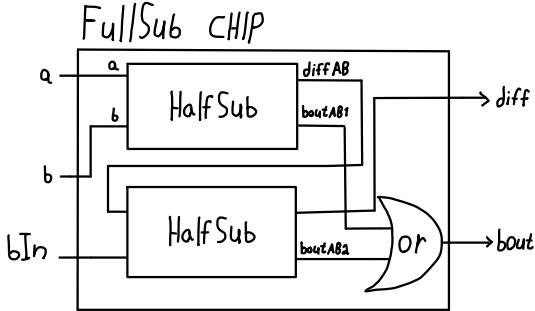 FullSub CHIP
a
a
diffAB
HalfSub
boutAB1
diff
b
b
HalfSub
or
bOut
bIn
boutAB2